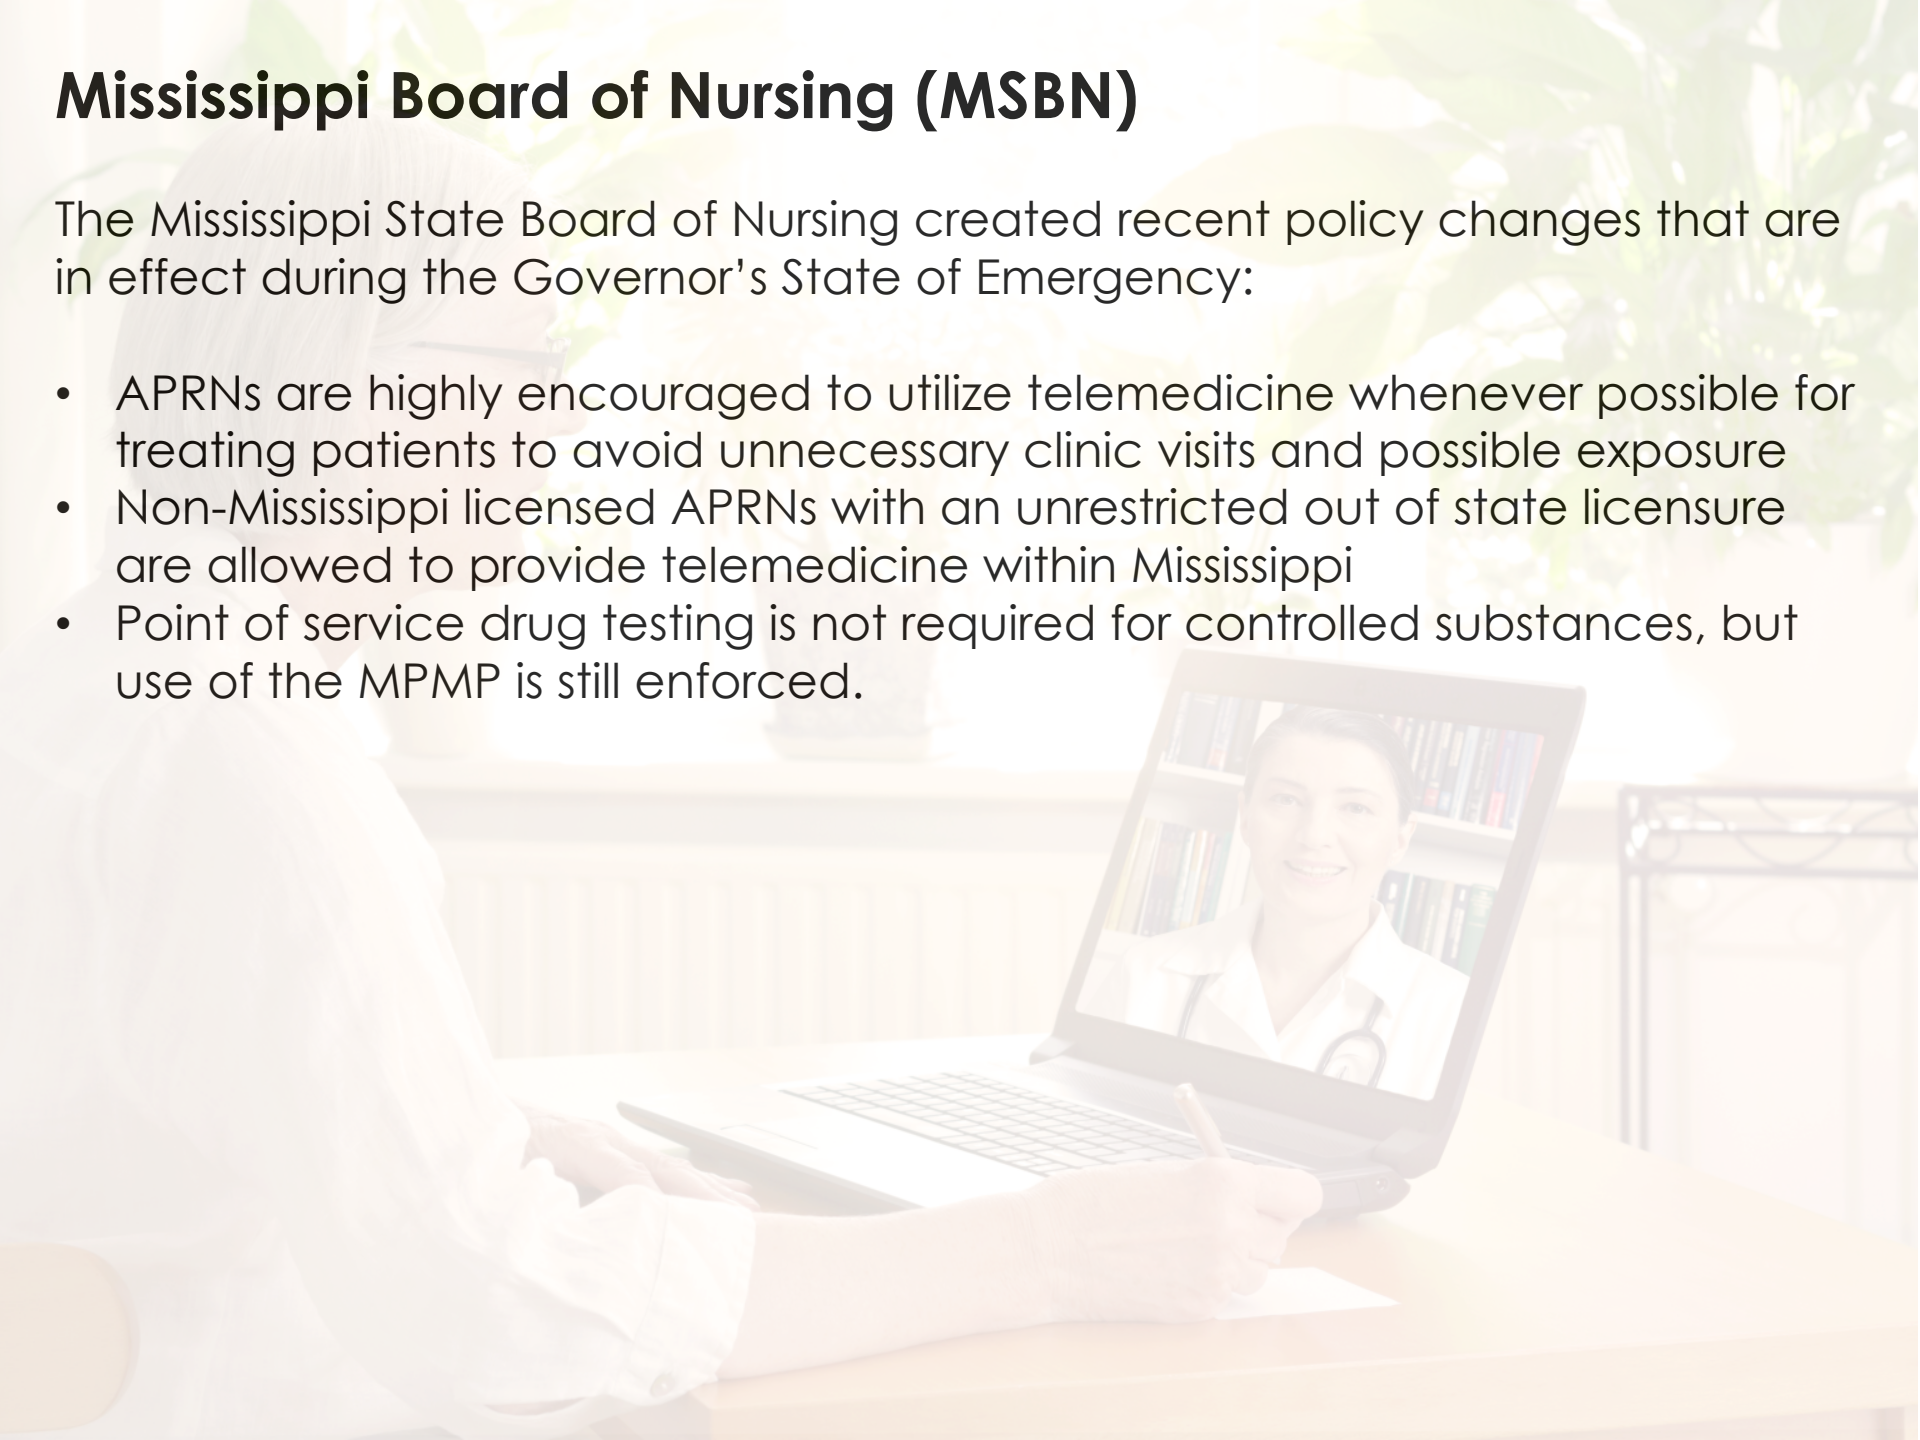 Mississippi Board of Nursing (MSBN)
The Mississippi State Board of Nursing created recent policy changes that are
in effect during the Governor’s State of Emergency:
• APRNs are highly encouraged to utilize telemedicine whenever possible for
treating patients to avoid unnecessary clinic visits and possible exposure
• Non-Mississippi licensed APRNs with an unrestricted out of state licensure
are allowed to provide telemedicine within Mississippi
• Point of service drug testing is not required for controlled substances, but
use of the MPMP is still enforced.